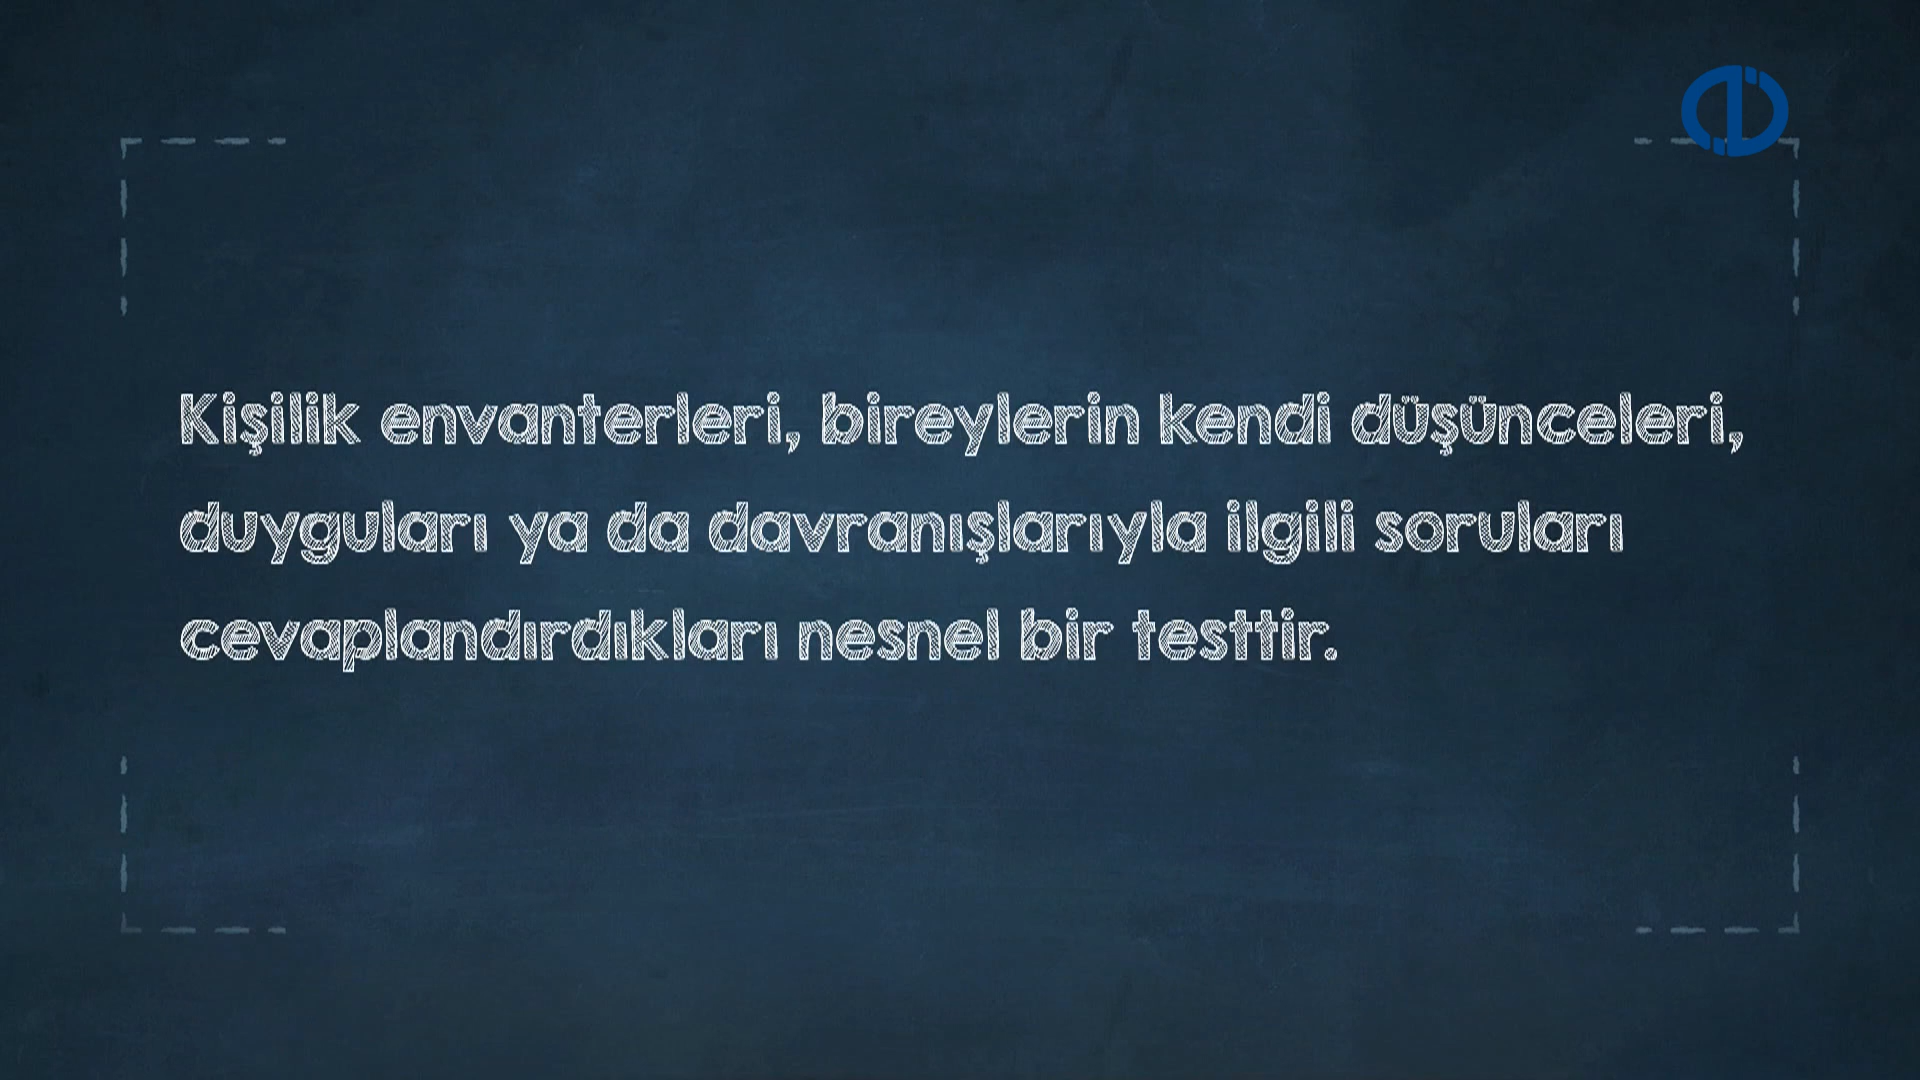 Kişilik envanterleri, bireylerin kendi düşünceleri,
duyguları ya da davranışlarıyla ilgili soruları
cevaplandırdıkları nesnel bir testtir.